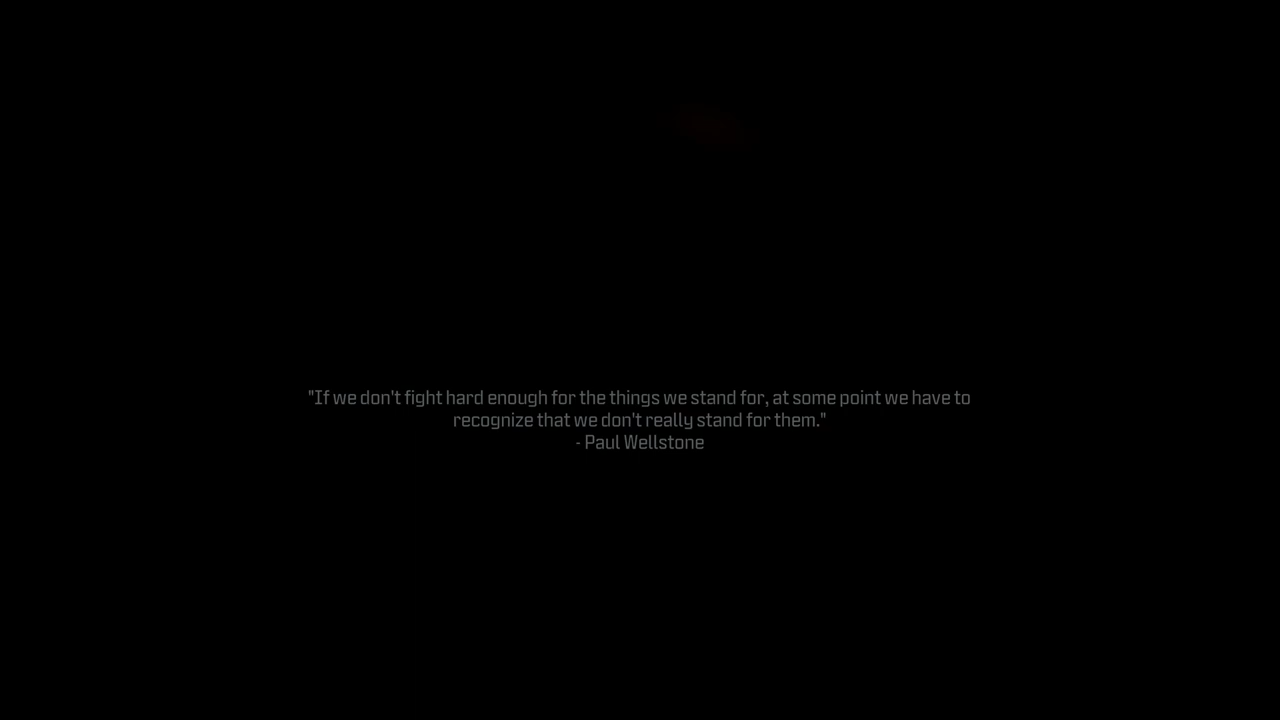 "If we don't fight hard enough for the things we stand for, at some point we have to
recognize that we don't really stand for them."
- Paul Wellstone